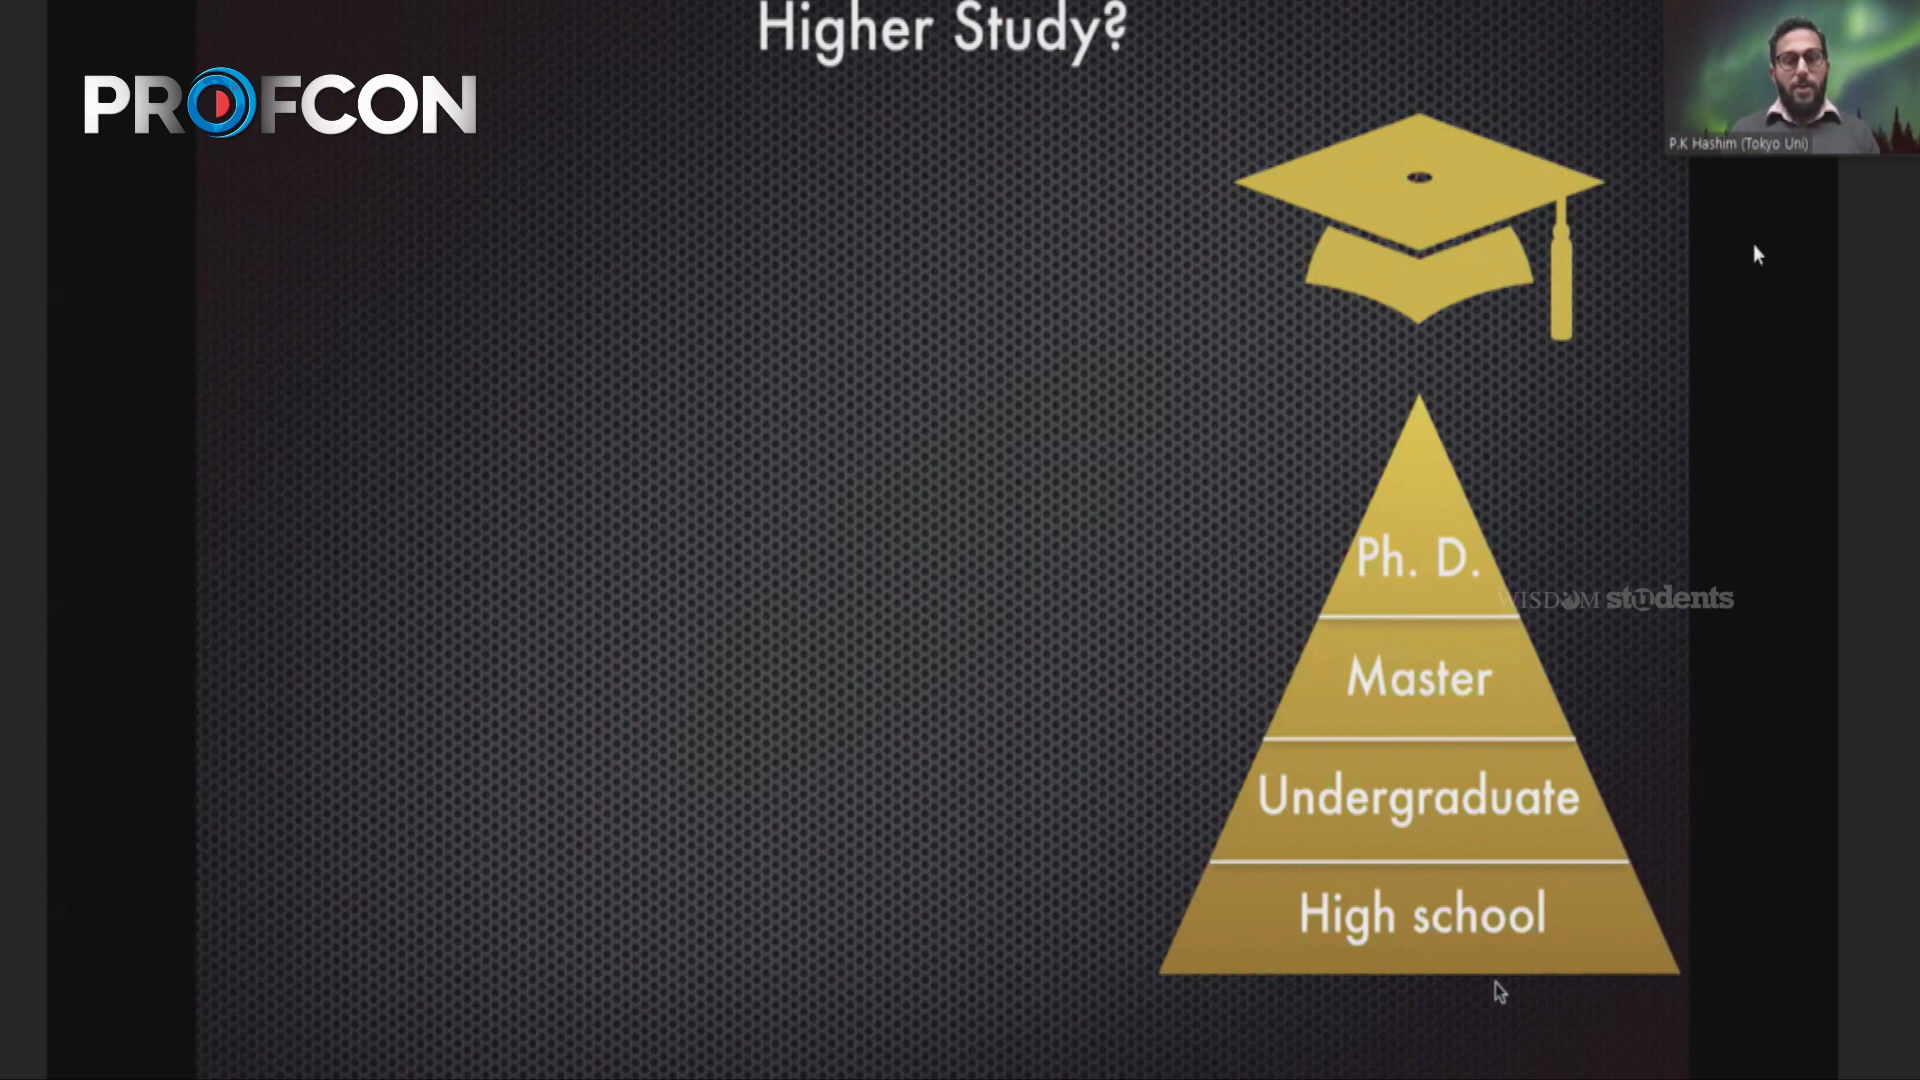 Higher Study?
PROFCON
P.K Hashim (Tokyo Uni)
Ph. D.
WISDOM students
Master
Undergraduate
High school